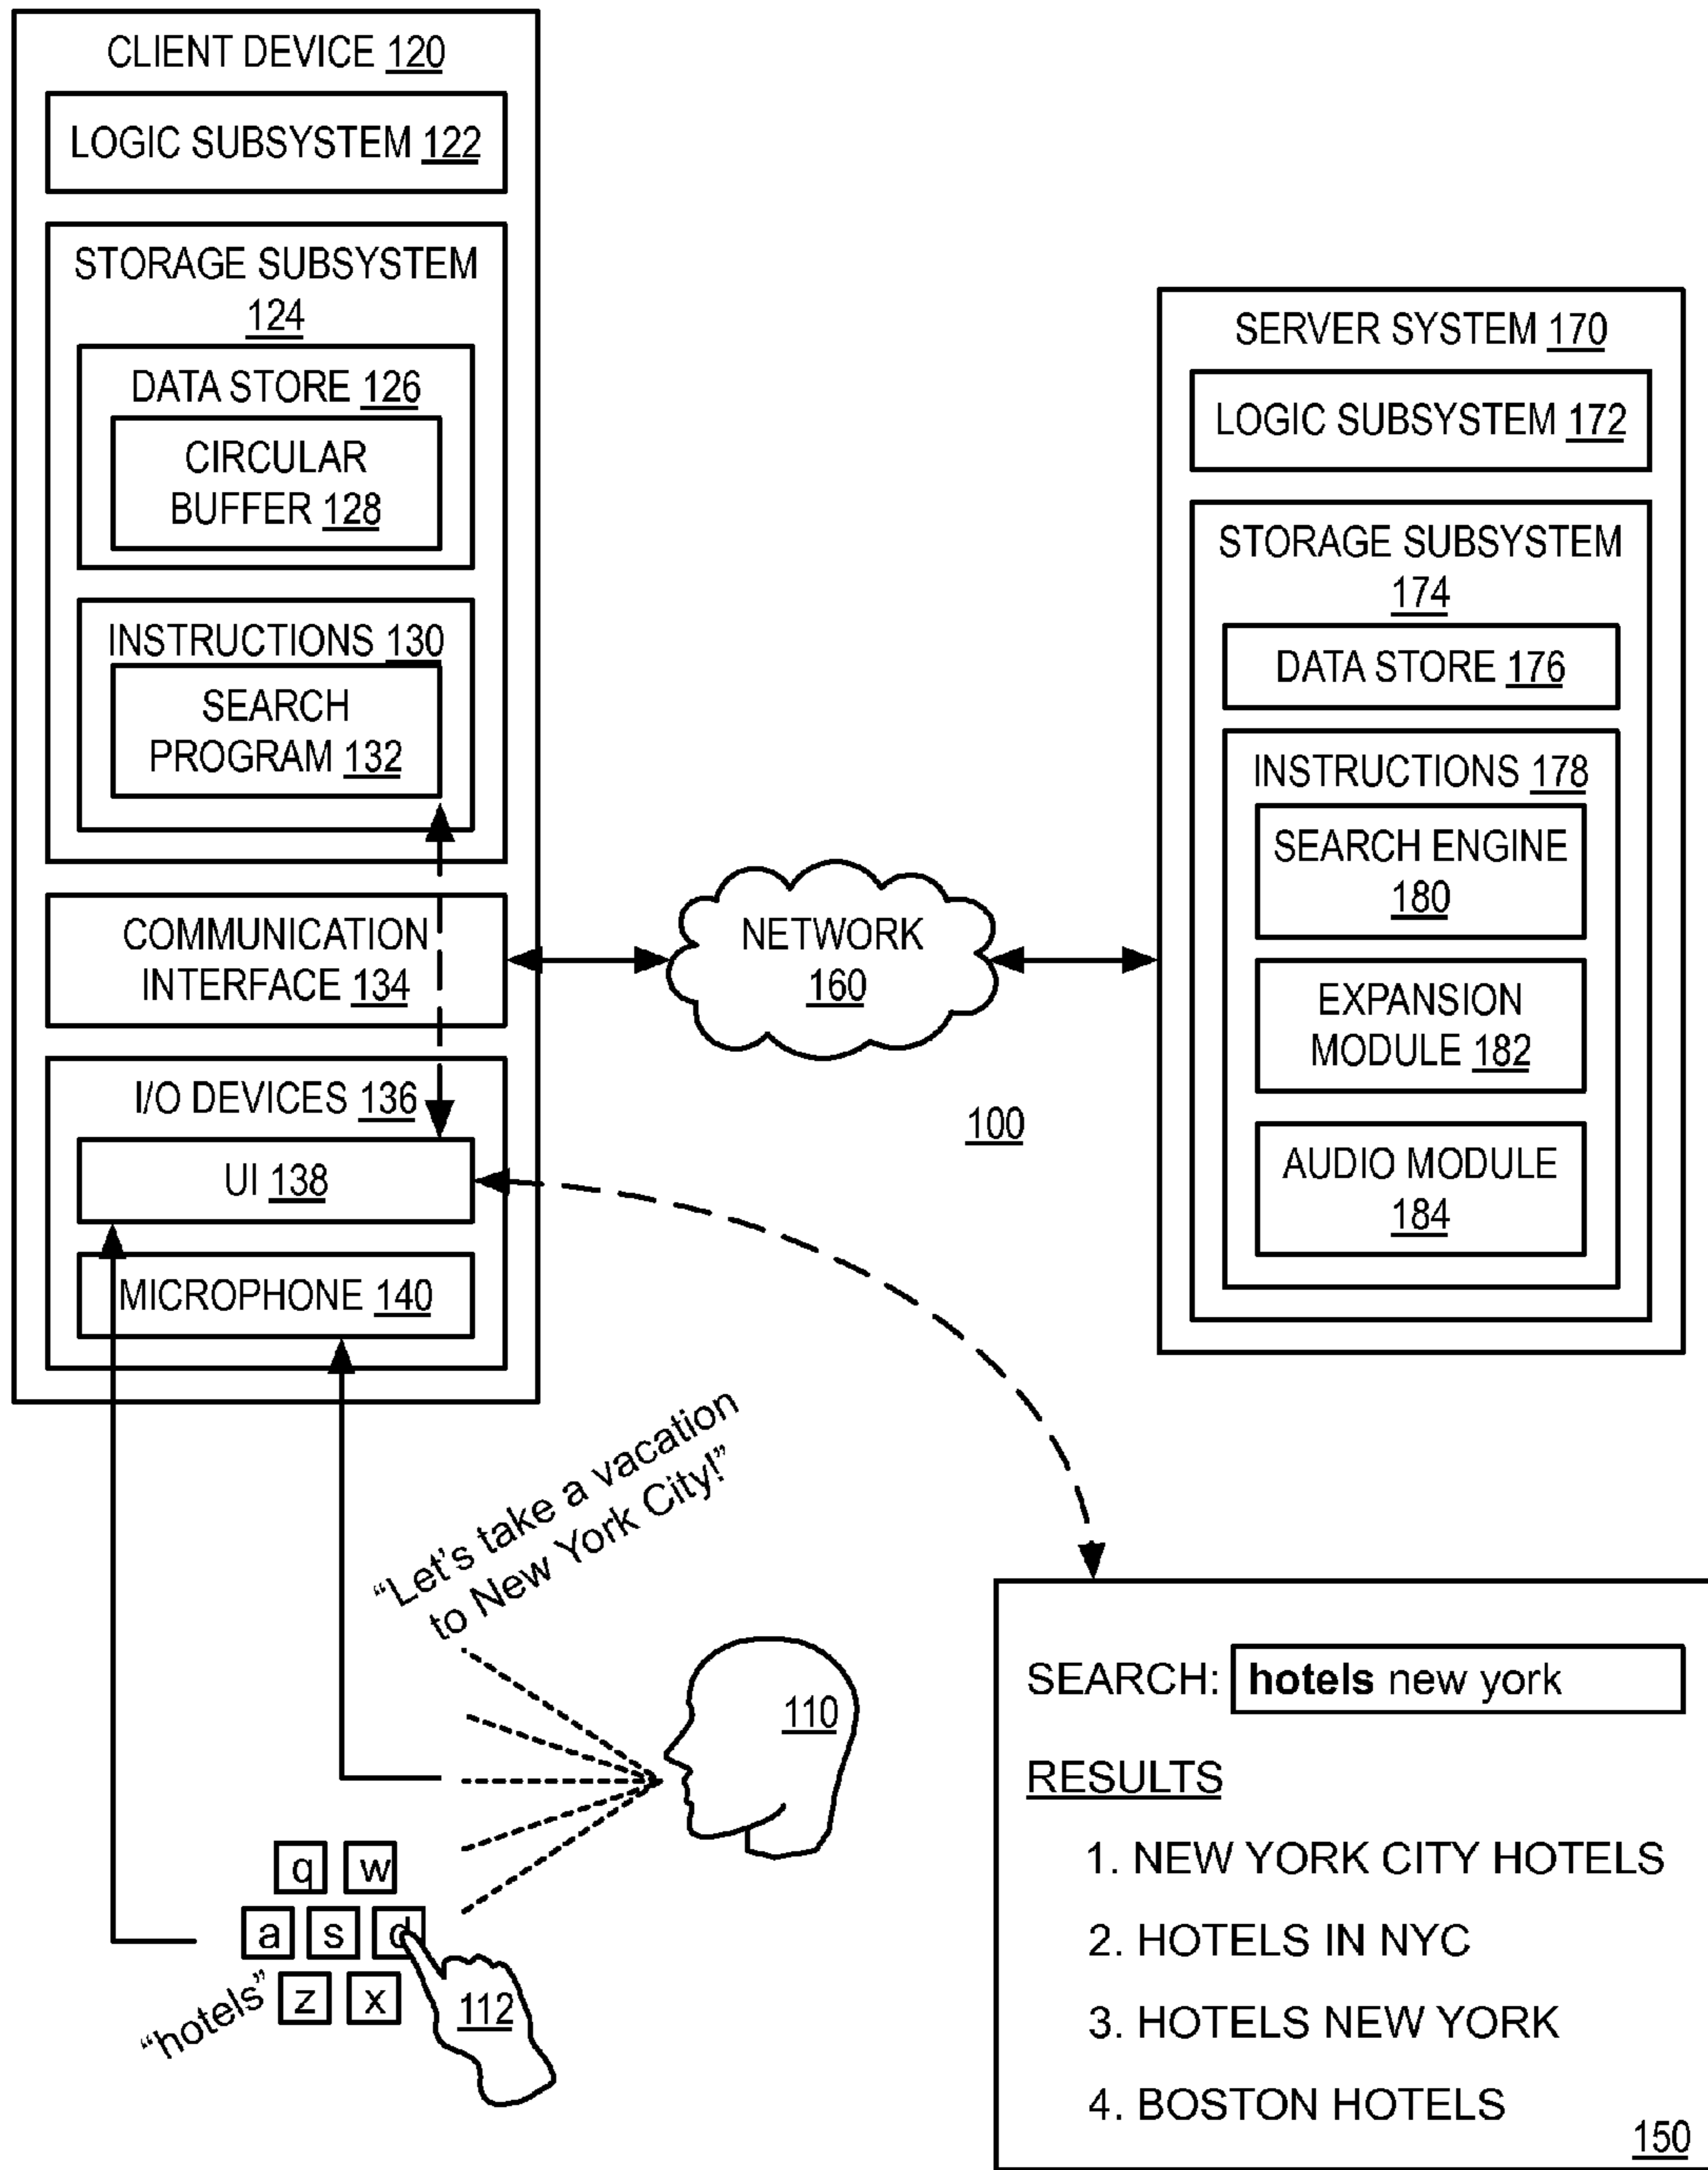 CLIENT DEVICE 120
LOGIC SUBSYSTEM 122
STORAGE SUBSYSTEM
124
DATA STORE 126
CIRCULAR
BUFFER 128
INSTRUCTIONS 130
SEARCH
PROGRAM 132
COMMUNICATION
INTERFACE 134
I/O DEVICES 136
UI 138
MICROPHONE 140
NETWORK
160
100
SERVER SYSTEM 170
LOGIC SUBSYSTEM 172
STORAGE SUBSYSTEM
174
DATA STORE 176
INSTRUCTIONS 178
SEARCH ENGINE
180
EXPANSION
MODULE 182
AUDIO MODULE
184
“Let’s take a vacation
to New York City!”
110
q w
a s d
z x
“hotels”
112
SEARCH: hotels new york
RESULTS
1. NEW YORK CITY HOTELS
2. HOTELS IN NYC
3. HOTELS NEW YORK
4. BOSTON HOTELS
150